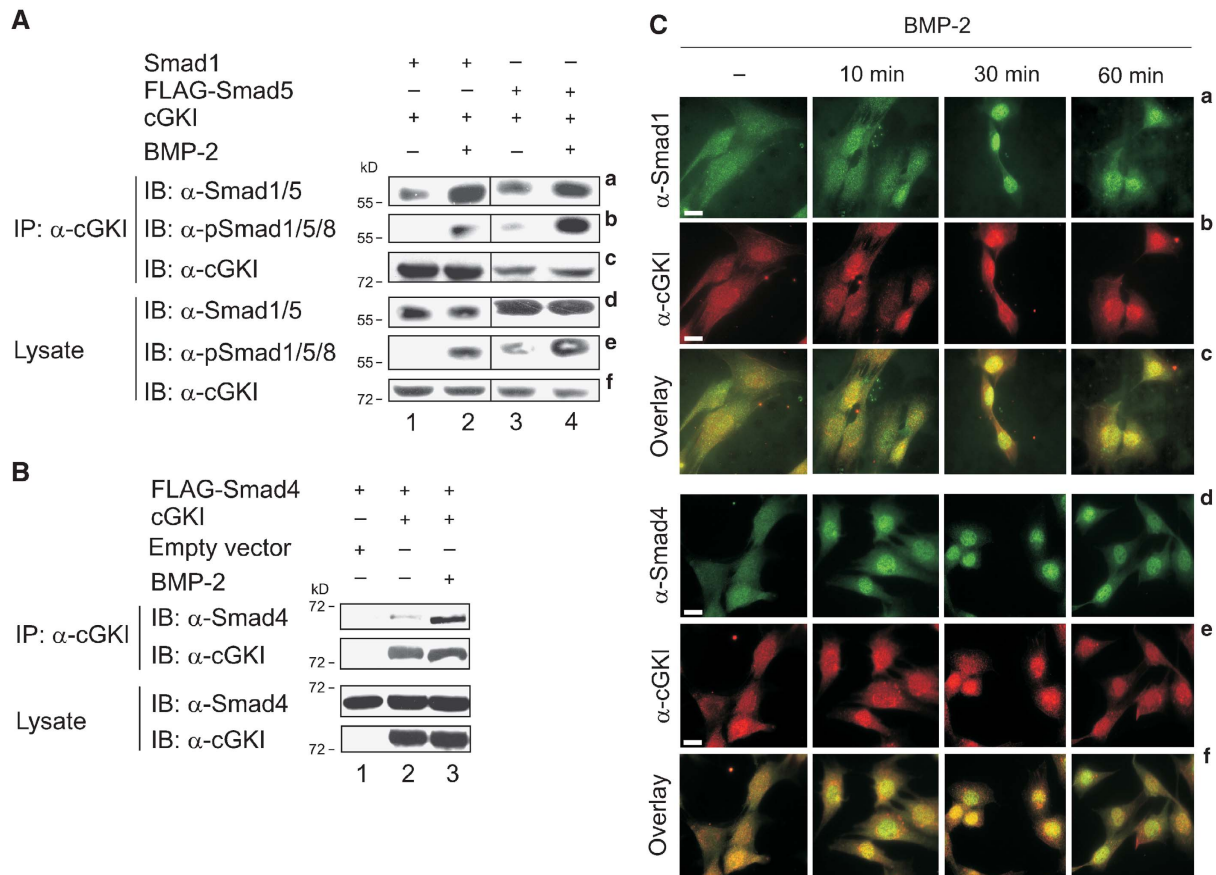 A
Smad1 + + – –
FLAG-Smad5 – – + +
cGKI + + + +
BMP-2 – + – +
kD
IP: α-cGKI
IB: α-Smad1/5 55 – a
IB: α-pSmad1/5/8 55 – b
IB: α-cGKI 72 – c
Lysate
IB: α-Smad1/5 55 – d
IB: α-pSmad1/5/8 55 – e
IB: α-cGKI 72 – f
1 2 3 4
B
FLAG-Smad4 + + +
cGKI – + +
Empty vector + – –
BMP-2 – – +
kD
IP: α-cGKI
IB: α-Smad4 72 –
IB: α-cGKI 72 –
Lysate
IB: α-Smad4 72 –
IB: α-cGKI 72 –
1 2 3
C
BMP-2
– 10 min 30 min 60 min
α-Smad1 a
α-cGKI b
Overlay c
α-Smad4 d
α-cGKI e
Overlay f